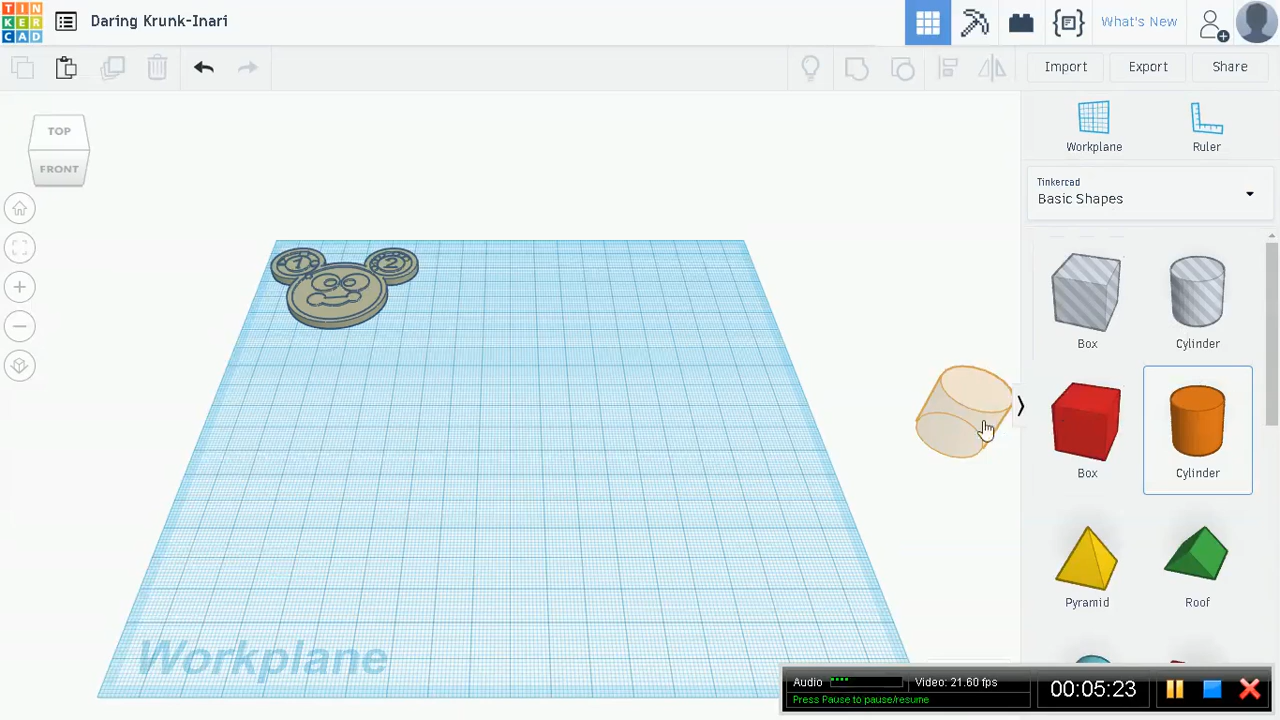 TIN
KER
CAD
Daring Krunk-Inari
What's New
Import
Export
Share
TOP
FRONT
Workplane
Ruler
Tinkercad
Basic Shapes
1
2
Box
Cylinder
Box
Cylinder
Pyramid
Roof
Workplane
Audio
Video: 21.60 fps
00:05:23
Press Pause to pause/resume